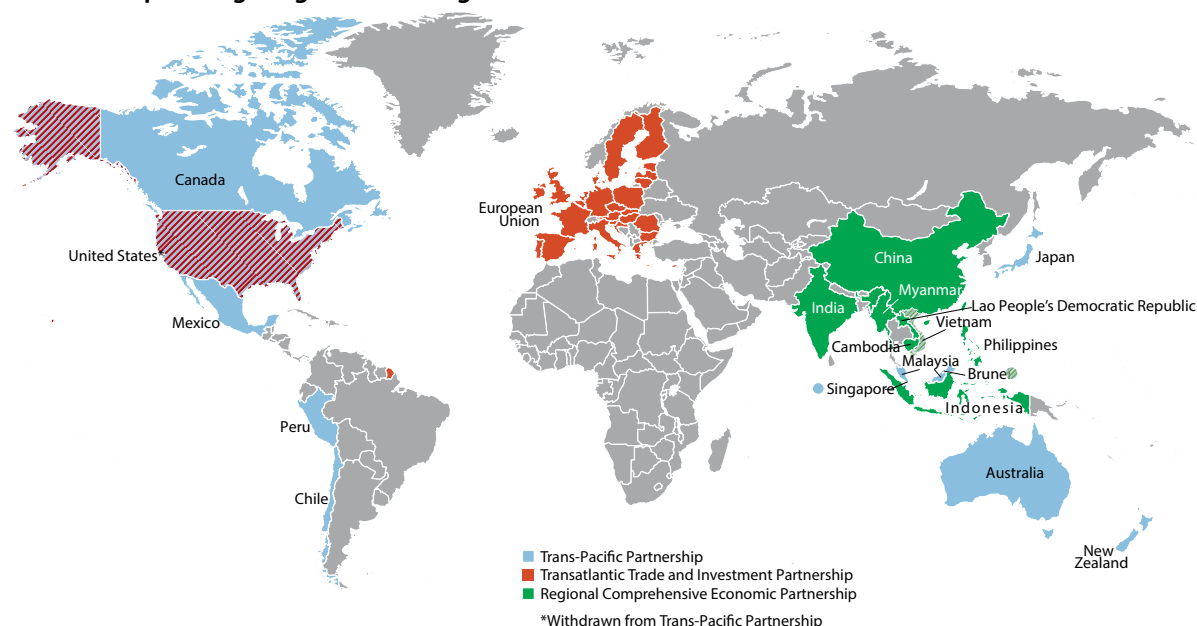 Canada
European
Union
United States*
China
Japan
Myanmar
India
Lao People's Democratic Republic
Mexico
Vietnam
Cambodia
Philippines
Malaysia
Brune
Singapore
Indonesia
Peru
Australia
Chile
New
Zealand
Trans-Pacific Partnership
Transatlantic Trade and Investment Partnership
Regional Comprehensive Economic Partnership
*Withdrawn from Trans-Pacific Partnership